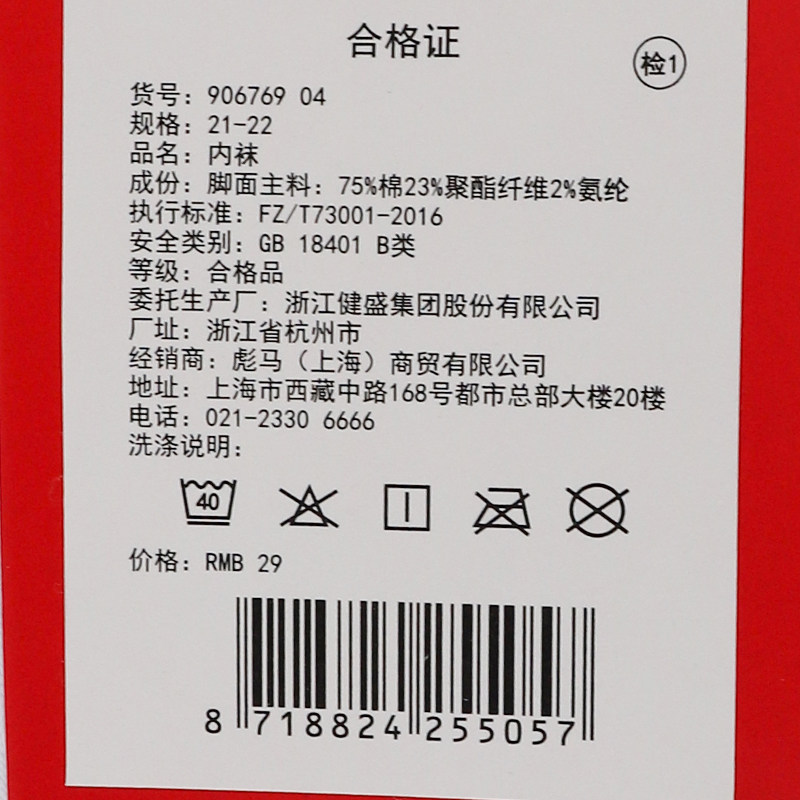 合格证
检1
货号：906769 04
规格：21-22
品名：内袜
成份：脚面主料：75%棉23%聚酯纤维2%氨纶
执行标准：FZ/T73001-2016
安全类别：GB 18401 B类
等级：合格品
委托生产厂：浙江健盛集团股份有限公司
厂址：浙江省杭州市
经销商：彪马（上海）商贸有限公司
地址：上海市西藏中路168号都市总部大楼20楼
电话：021-2330 6666
洗涤说明：
40
价格：RMB 29
8 718824 255057